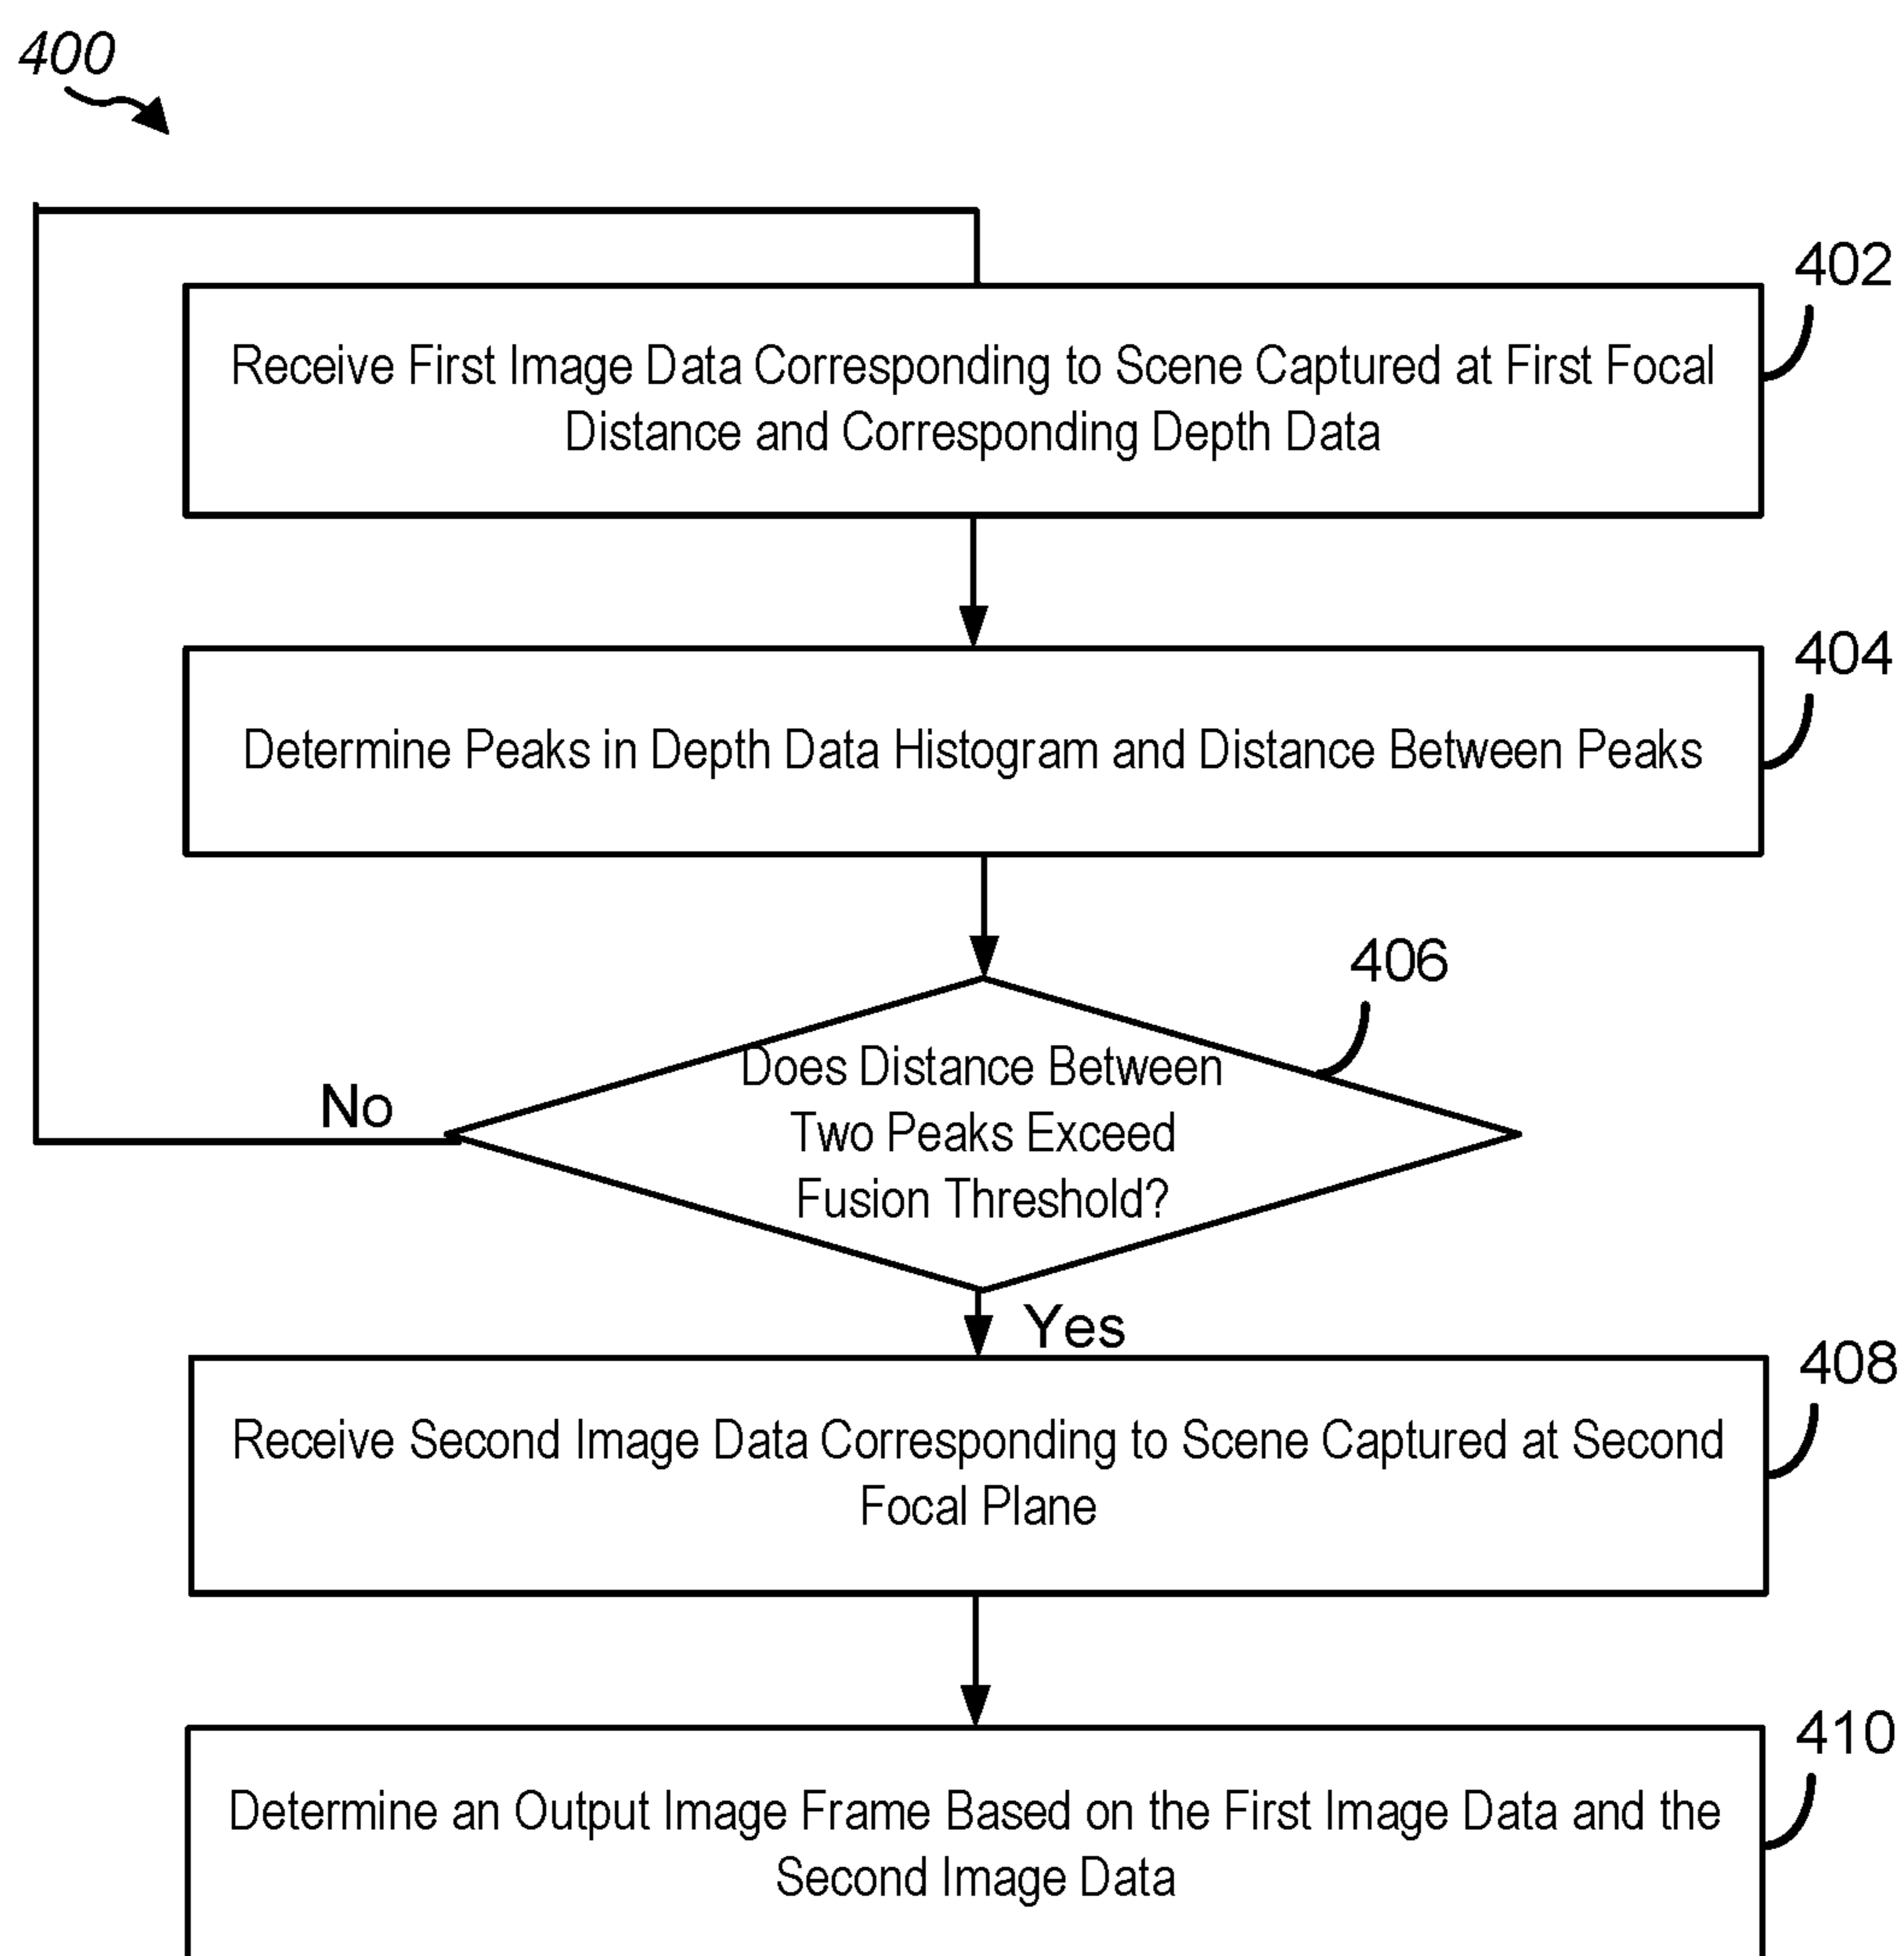 400
402
Receive First Image Data Corresponding to Scene Captured at First Focal
Distance and Corresponding Depth Data
404
Determine Peaks in Depth Data Histogram and Distance Between Peaks
406
Does Distance Between
Two Peaks Exceed
Fusion Threshold?
No
Yes
408
Receive Second Image Data Corresponding to Scene Captured at Second
Focal Plane
410
Determine an Output Image Frame Based on the First Image Data and the
Second Image Data